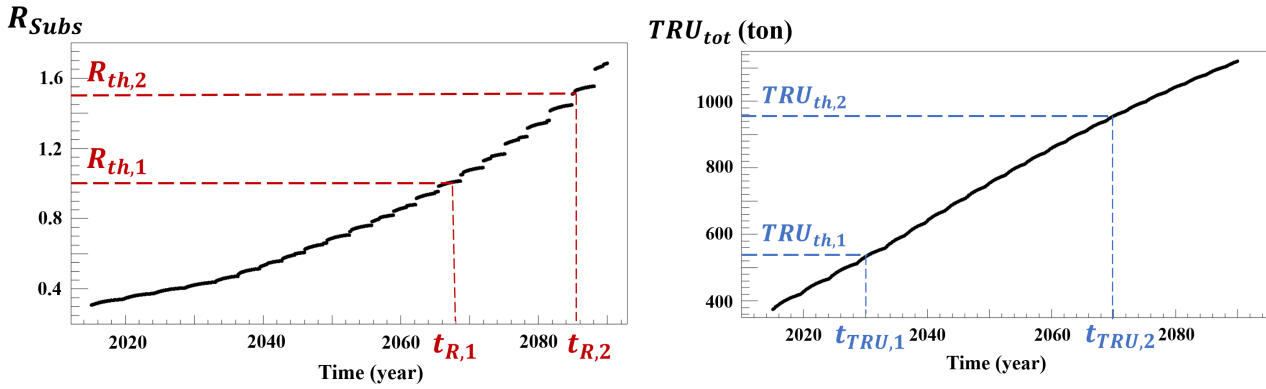 R_Subs
1.6
1.2
0.8
0.4
R_th,2
R_th,1
2020
2040
2060
2080
t_R,1
t_R,2
Time (year)
TRU_tot (ton)
1000
800
600
400
TRU_th,2
TRU_th,1
2020
2040
2060
2080
t_TRU,1
t_TRU,2
Time (year)